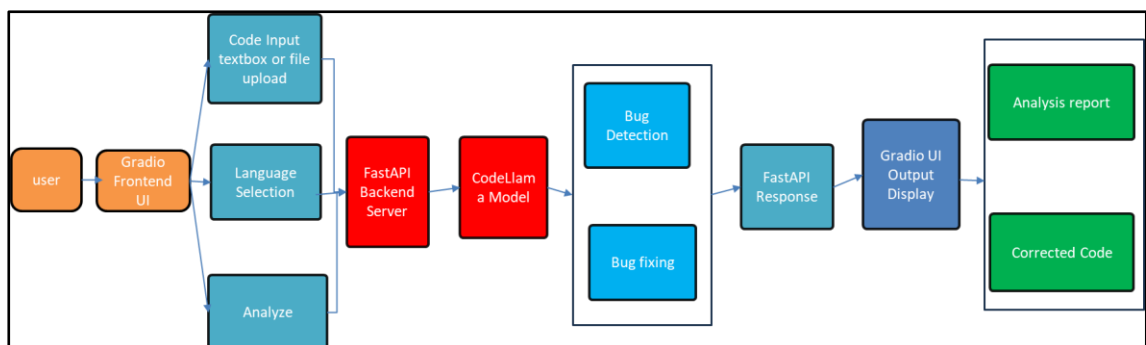 user
Gradio
Frontend
UI
Code Input
textbox or file
upload
Language
Selection
Analyze
FastAPI
Backend
Server
CodeLlam
a Model
Bug
Detection
Bug fixing
FastAPI
Response
Gradio UI
Output
Display
Analysis report
Corrected Code